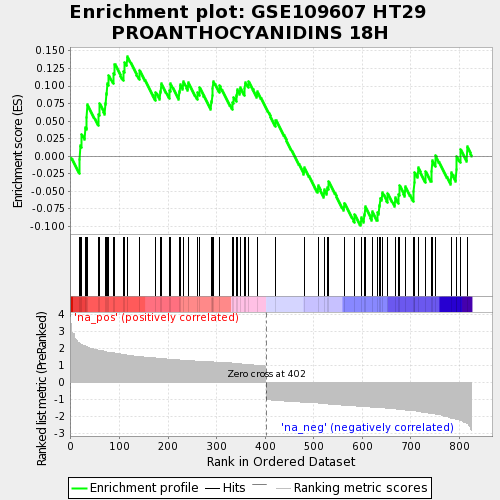 Enrichment plot: GSE109607 HT29
PROANTHOCYANIDINS 18H
Enrichment score (ES)
0.150
0.125
0.100
0.075
0.050
0.025
0.000
-0.025
-0.050
-0.075
-0.100
Ranked list metric (PreRanked)
4
3
2
1
0
-1
-2
-3
'na_pos' (positively correlated)
Zero cross at 402
'na_neg' (negatively correlated)
0 100 200 300 400 500 600 700 800
Rank in Ordered Dataset
Enrichment profile Hits Ranking metric scores